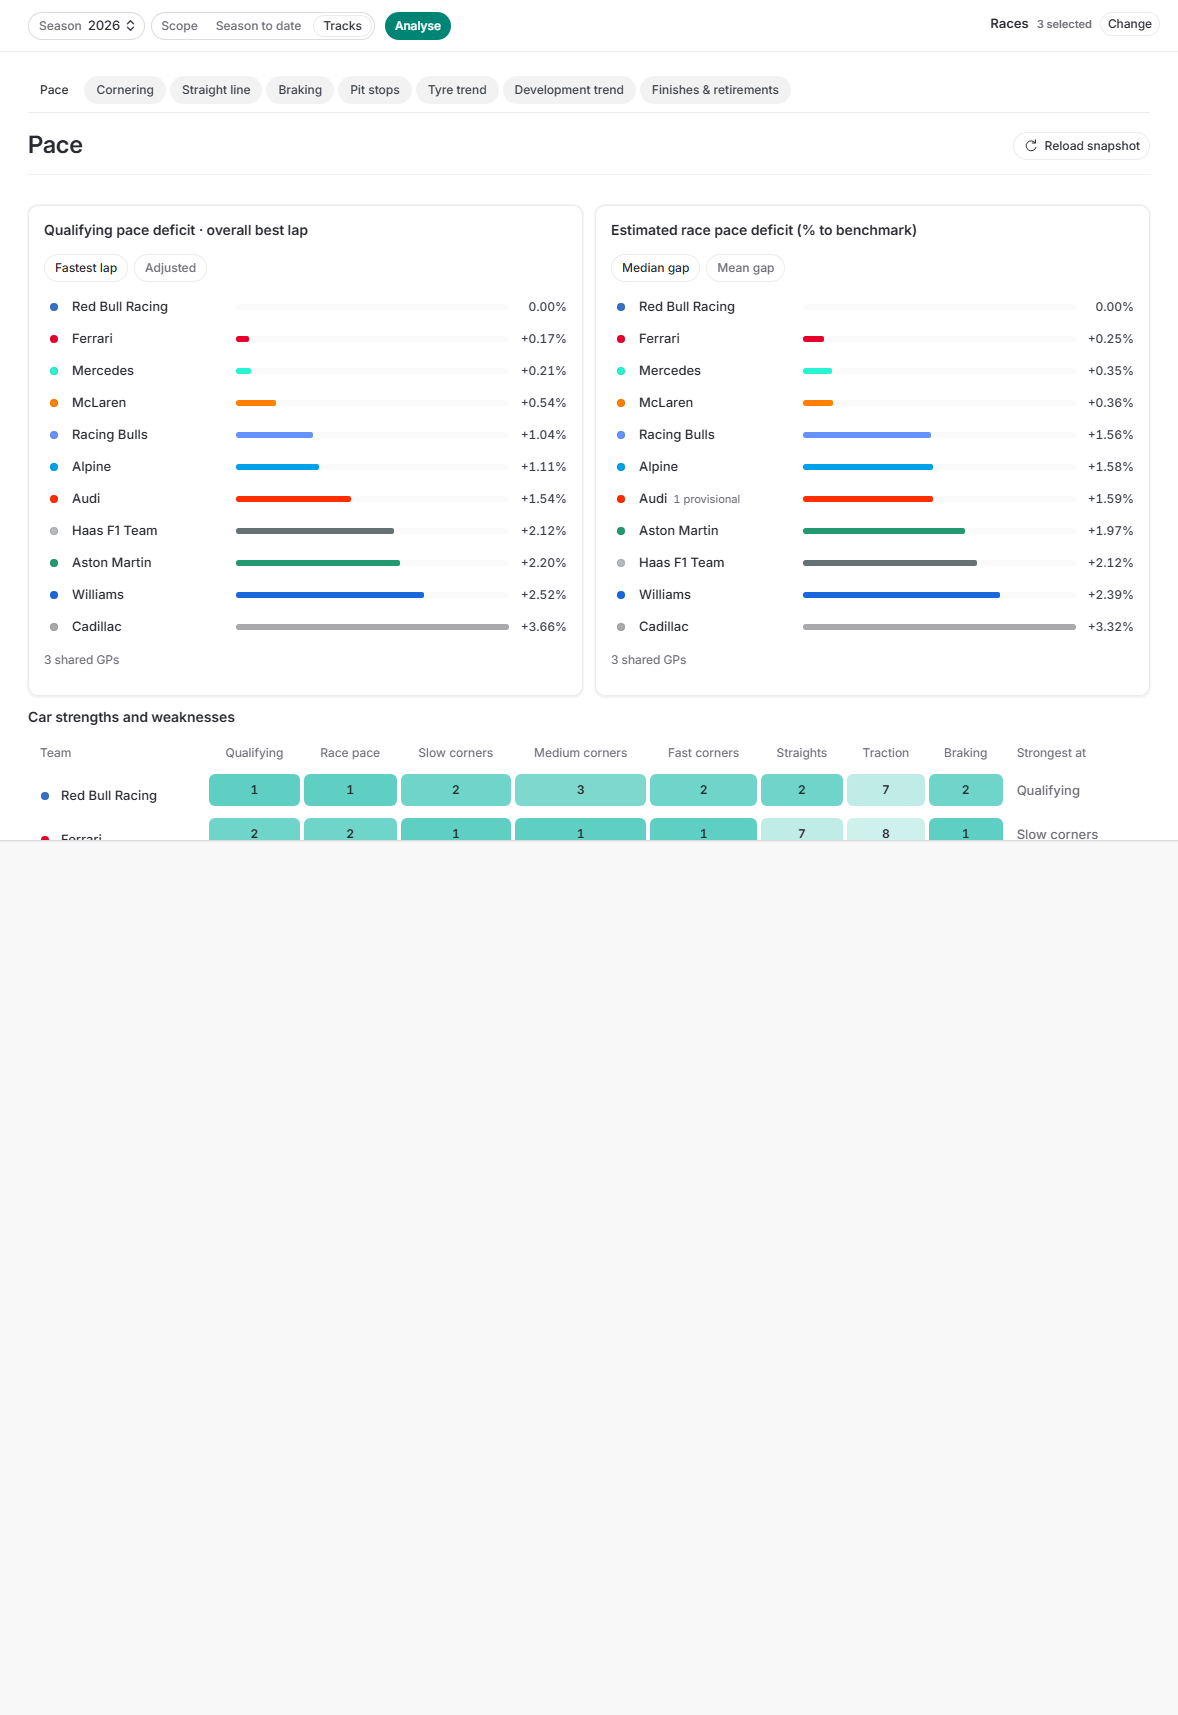 Season 2026 Scope Season to date Tracks Analyse Races 3 selected Change
Pace Cornering Straight line Braking Pit stops Tyre trend Development trend Finishes & retirements
Pace Reload snapshot
Qualifying pace deficit · overall best lap
Fastest lap Adjusted
Red Bull Racing 0.00%
Ferrari +0.17%
Mercedes +0.21%
McLaren +0.54%
Racing Bulls +1.04%
Alpine +1.11%
Audi +1.54%
Haas F1 Team +2.12%
Aston Martin +2.20%
Williams +2.52%
Cadillac +3.66%
3 shared GPs
Estimated race pace deficit (% to benchmark)
Median gap Mean gap
Red Bull Racing 0.00%
Ferrari +0.25%
Mercedes +0.35%
McLaren +0.36%
Racing Bulls +1.56%
Alpine +1.58%
Audi 1 provisional +1.59%
Aston Martin +1.97%
Haas F1 Team +2.12%
Williams +2.39%
Cadillac +3.32%
3 shared GPs
Car strengths and weaknesses
Team Qualifying Race pace Slow corners Medium corners Fast corners Straights Traction Braking Strongest at
Red Bull Racing 1 1 2 3 2 2 7 2 Qualifying
Ferrari 2 2 1 1 1 7 8 1 Slow corners